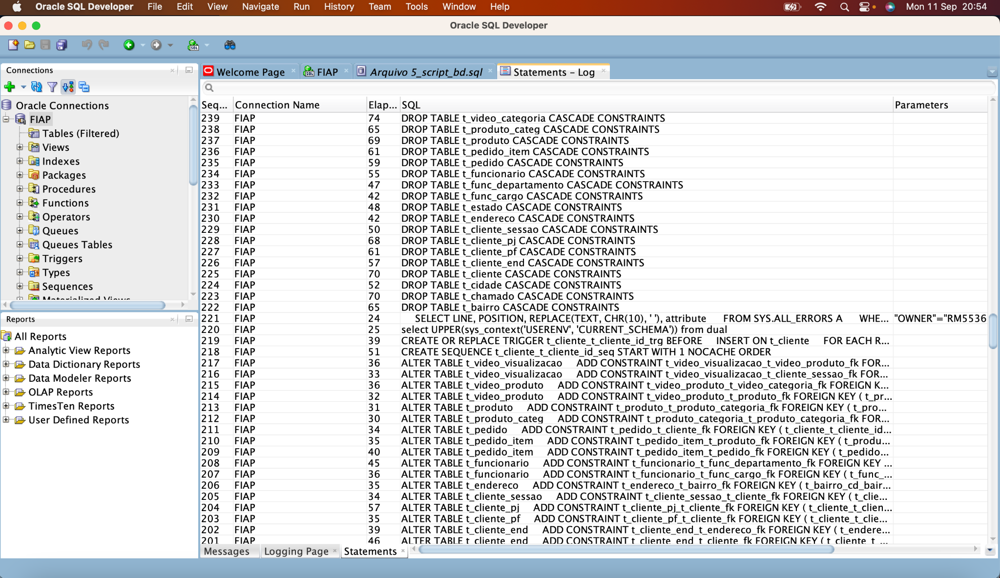 Oracle SQL Developer File Edit View Navigate Run History Team Tools Window Help Mon 11 Sep 20:54
Oracle SQL Developer
Connections
Welcome Page FIAP Arquivo 5_script_bd.sql Statements – Log
Oracle Connections
FIAP
Tables (Filtered)
Views
Indexes
Packages
Procedures
Functions
Operators
Queues
Queues Tables
Triggers
Types
Sequences
Materialized Views
Reports
All Reports
Analytic View Reports
Data Dictionary Reports
Data Modeler Reports
OLAP Reports
TimesTen Reports
User Defined Reports
Seq... Connection Name Elap... SQL Parameters
239 FIAP 74 DROP TABLE t_video_categoria CASCADE CONSTRAINTS
238 FIAP 65 DROP TABLE t_produto_categ CASCADE CONSTRAINTS
237 FIAP 69 DROP TABLE t_produto CASCADE CONSTRAINTS
236 FIAP 61 DROP TABLE t_pedido_item CASCADE CONSTRAINTS
235 FIAP 59 DROP TABLE t_pedido CASCADE CONSTRAINTS
234 FIAP 55 DROP TABLE t_funcionario CASCADE CONSTRAINTS
233 FIAP 47 DROP TABLE t_func_departamento CASCADE CONSTRAINTS
232 FIAP 42 DROP TABLE t_func_cargo CASCADE CONSTRAINTS
231 FIAP 48 DROP TABLE t_estado CASCADE CONSTRAINTS
230 FIAP 42 DROP TABLE t_endereco CASCADE CONSTRAINTS
229 FIAP 50 DROP TABLE t_cliente_sessao CASCADE CONSTRAINTS
228 FIAP 68 DROP TABLE t_cliente_pj CASCADE CONSTRAINTS
227 FIAP 61 DROP TABLE t_cliente_pf CASCADE CONSTRAINTS
226 FIAP 57 DROP TABLE t_cliente_end CASCADE CONSTRAINTS
225 FIAP 70 DROP TABLE t_cliente CASCADE CONSTRAINTS
224 FIAP 52 DROP TABLE t_cidade CASCADE CONSTRAINTS
223 FIAP 70 DROP TABLE t_chamado CASCADE CONSTRAINTS
222 FIAP 65 DROP TABLE t_bairro CASCADE CONSTRAINTS
221 FIAP 24 SELECT LINE, POSITION, REPLACE(TEXT, CHR(10), ' '), attribute FROM SYS.ALL_ERRORS A WHE... "OWNER"="RM5536
220 FIAP 25 select UPPER(sys_context('USERENV', 'CURRENT_SCHEMA')) from dual
219 FIAP 39 CREATE OR REPLACE TRIGGER t_cliente_t_cliente_id_trg BEFORE INSERT ON t_cliente FOR EACH R...
218 FIAP 51 CREATE SEQUENCE t_cliente_t_cliente_id_seq START WITH 1 NOCACHE ORDER
217 FIAP 36 ALTER TABLE t_video_visualizacao ADD CONSTRAINT t_video_visualizacao_t_video_produto_fk FOR...
216 FIAP 33 ALTER TABLE t_video_visualizacao ADD CONSTRAINT t_video_visualizacao_t_cliente_sessao_fk FOR...
215 FIAP 36 ALTER TABLE t_video_produto ADD CONSTRAINT t_video_produto_t_video_categoria_fk FOREIGN K...
214 FIAP 32 ALTER TABLE t_video_produto ADD CONSTRAINT t_video_produto_t_produto_fk FOREIGN KEY ( t_pr...
213 FIAP 31 ALTER TABLE t_produto ADD CONSTRAINT t_produto_t_produto_categoria_fk FOREIGN KEY ( t_pro...
212 FIAP 30 ALTER TABLE t_produto_categ ADD CONSTRAINT t_produto_categoria_t_produto_categoria_fk FOR...
211 FIAP 34 ALTER TABLE t_pedido ADD CONSTRAINT t_pedido_t_cliente_fk FOREIGN KEY ( t_cliente_t_cliente_id...
210 FIAP 35 ALTER TABLE t_pedido_item ADD CONSTRAINT t_pedido_item_t_produto_fk FOREIGN KEY ( t_produ...
209 FIAP 40 ALTER TABLE t_pedido_item ADD CONSTRAINT t_pedido_item_t_pedido_fk FOREIGN KEY ( t_pedido...
208 FIAP 45 ALTER TABLE t_funcionario ADD CONSTRAINT t_funcionario_t_func_departamento_fk FOREIGN KEY ...
207 FIAP 36 ALTER TABLE t_funcionario ADD CONSTRAINT t_funcionario_t_func_cargo_fk FOREIGN KEY ( t_func_...
206 FIAP 35 ALTER TABLE t_endereco ADD CONSTRAINT t_endereco_t_bairro_fk FOREIGN KEY ( t_bairro_cd_bair...
205 FIAP 34 ALTER TABLE t_cliente_sessao ADD CONSTRAINT t_cliente_sessao_t_cliente_fk FOREIGN KEY ( t_clie...
204 FIAP 57 ALTER TABLE t_cliente_pj ADD CONSTRAINT t_cliente_pj_t_cliente_fk FOREIGN KEY ( t_cliente_t_clien...
203 FIAP 35 ALTER TABLE t_cliente_pf ADD CONSTRAINT t_cliente_pf_t_cliente_fk FOREIGN KEY ( t_cliente_t_clie...
202 FIAP 39 ALTER TABLE t_cliente_end ADD CONSTRAINT t_cliente_end_t_endereco_fk FOREIGN KEY ( t_endere...
201 FIAP 46 ALTER TABLE t_cliente_end ADD CONSTRAINT t_cliente_end_t_cliente_fk FOREIGN KEY ( t_cliente_t_...
Messages Logging Page Statements